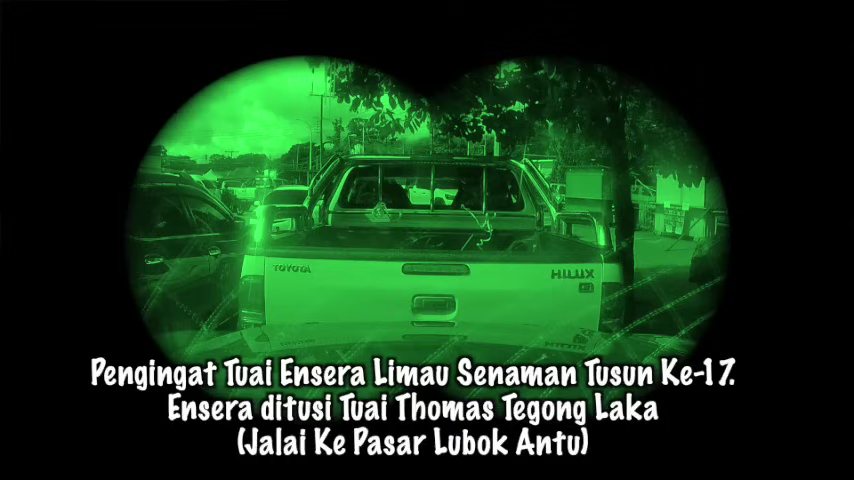 TOYOTA
HILUX
Pengingat Tuai Ensera Limau Senaman Tusun Ke-17.
Ensera ditusi Tuai Thomas Tegong Laka
(Jalai Ke Pasar Lubok Antu)